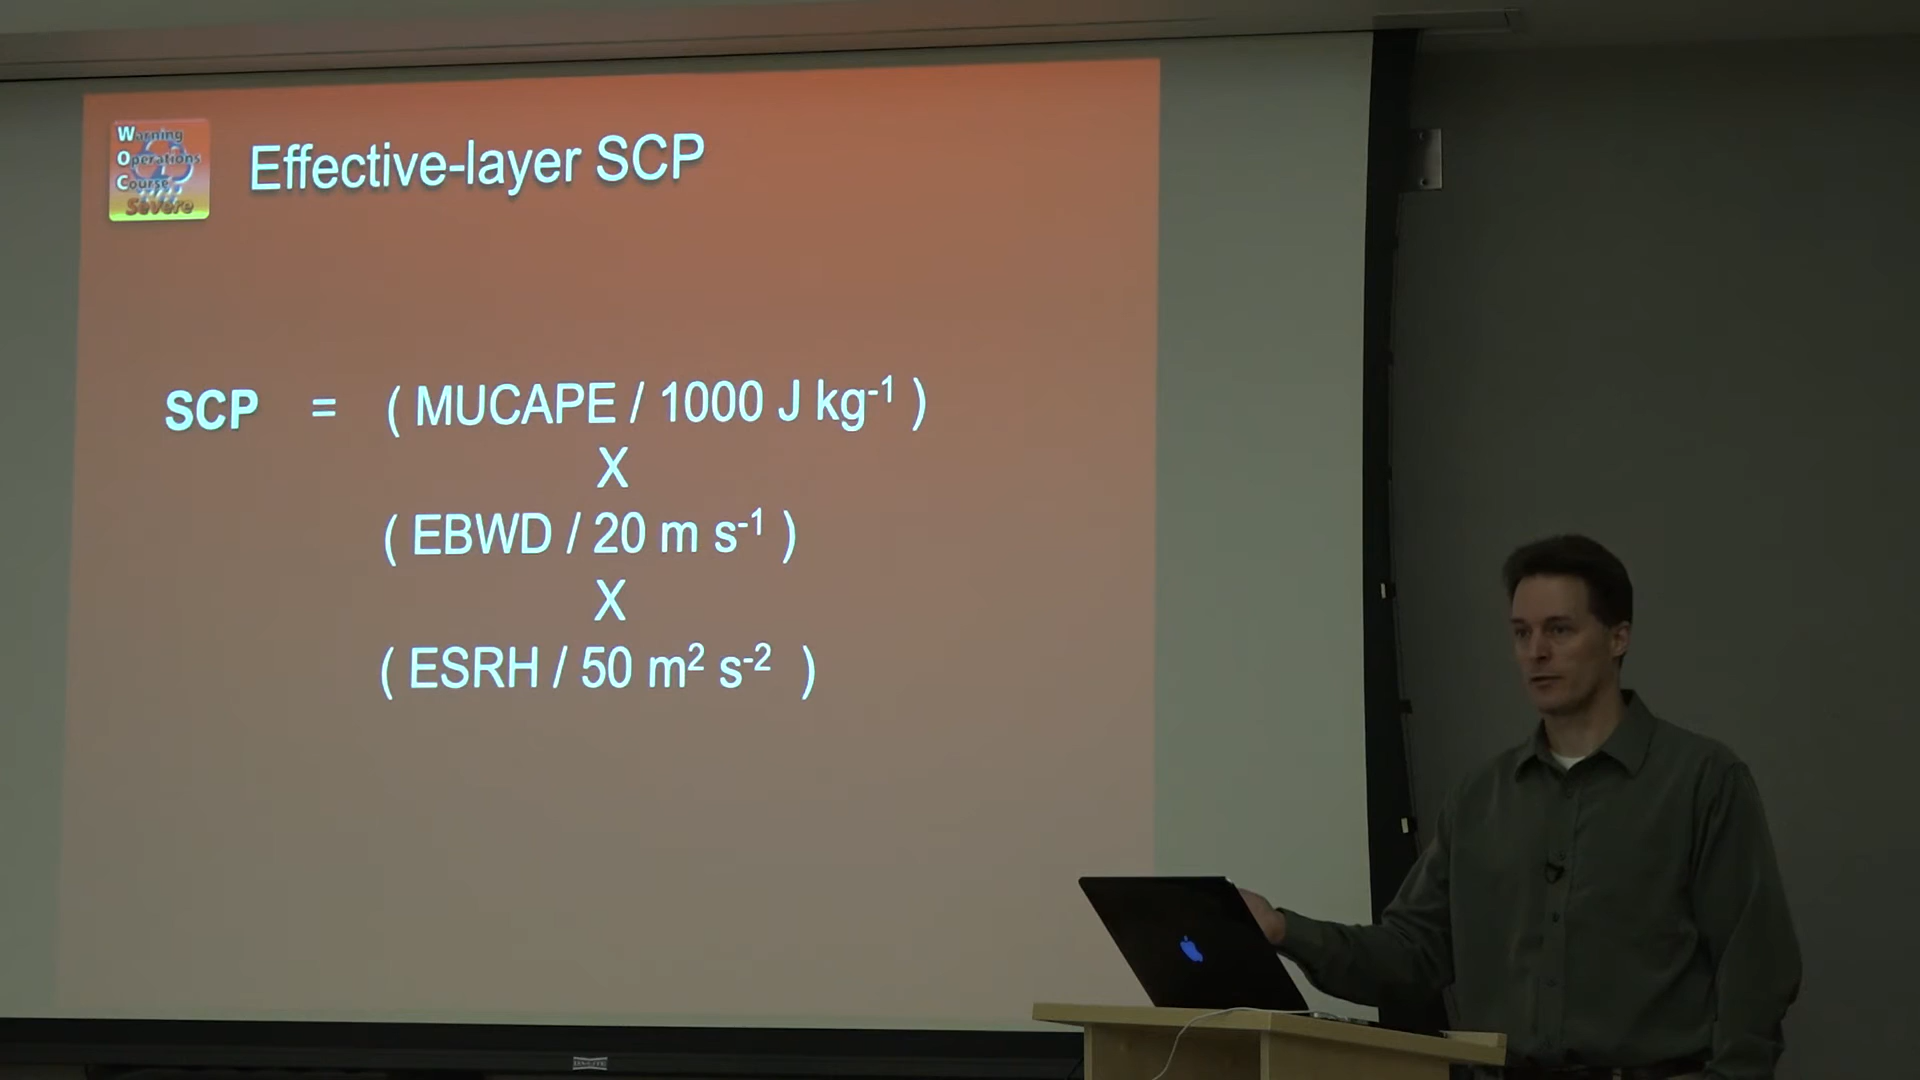 Warning
Operations
Course
Severe
Effective-layer SCP
SCP = ( MUCAPE / 1000 J kg⁻¹ )
X
( EBWD / 20 m s⁻¹ )
X
( ESRH / 50 m² s⁻² )